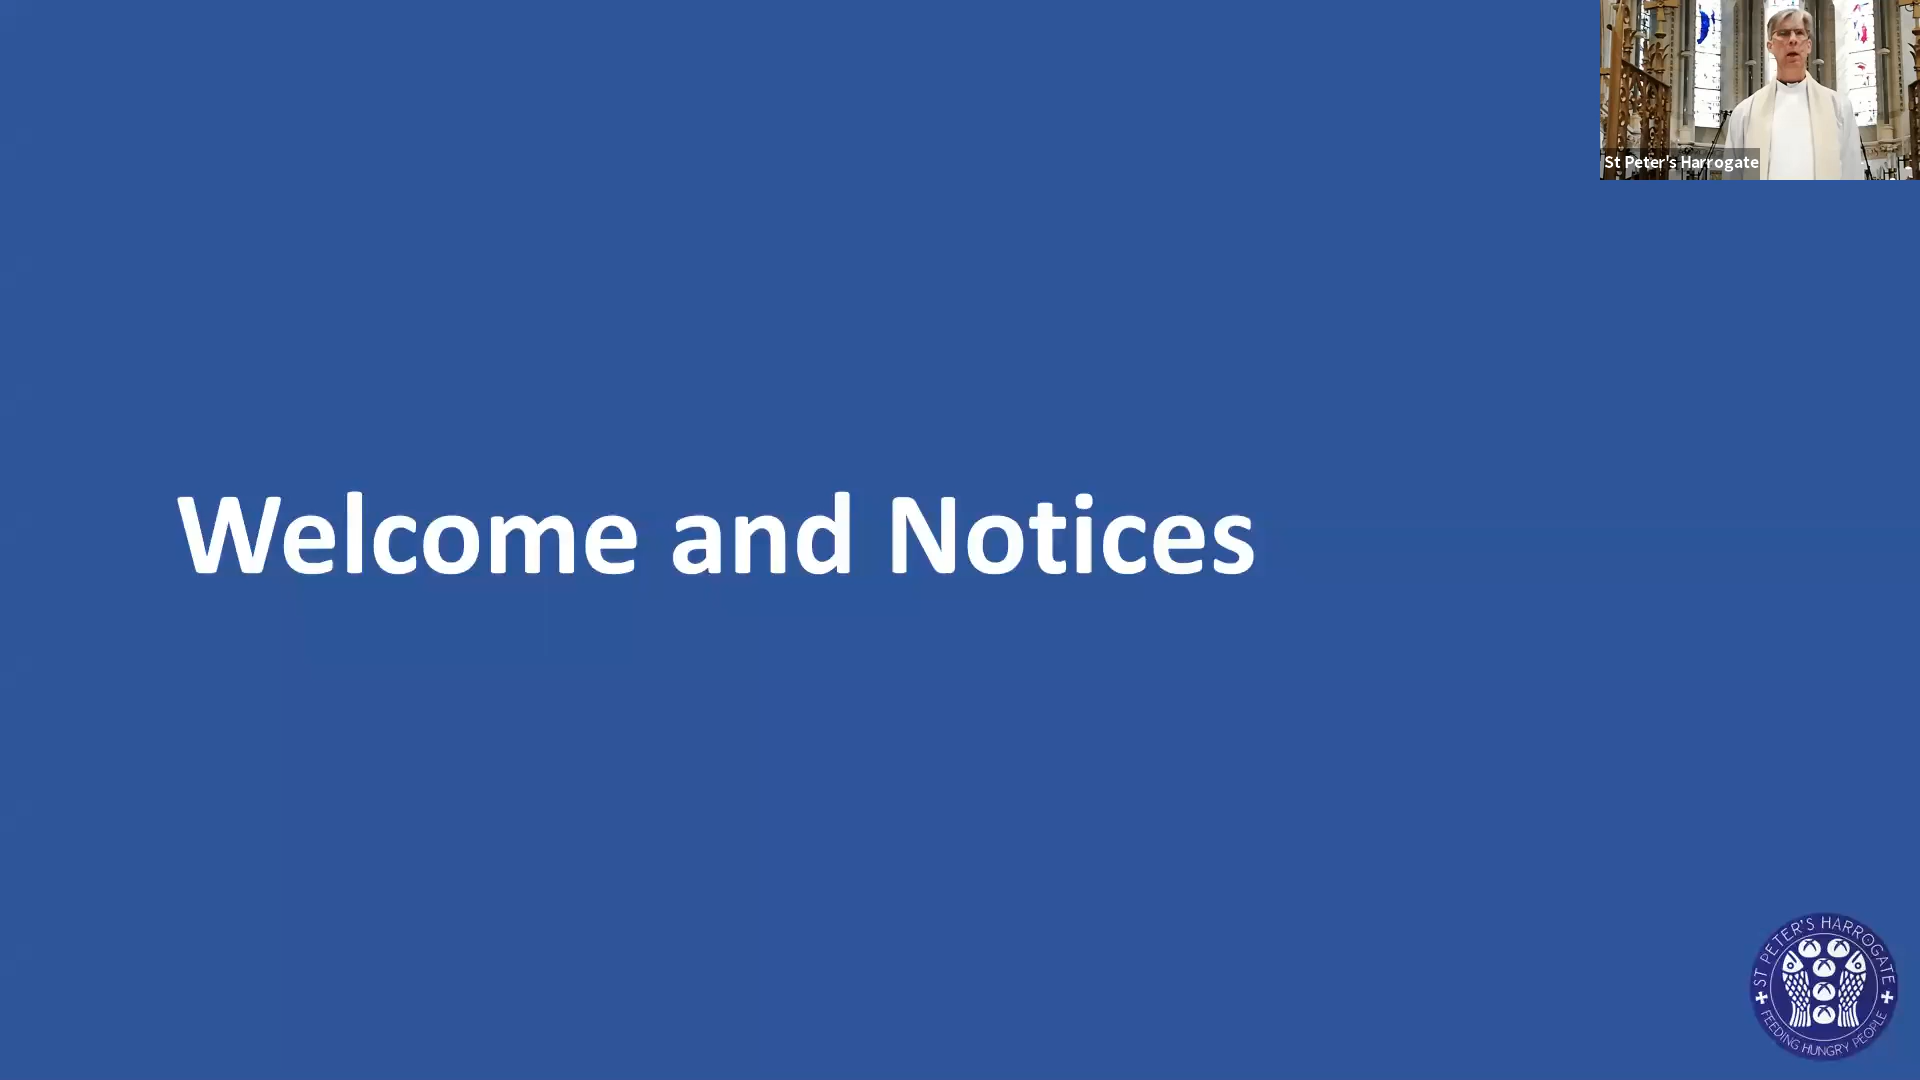 St Peter's Harrogate
Welcome and Notices
ST PETER'S HARROGATE
FEEDING HUNGRY PEOPLE